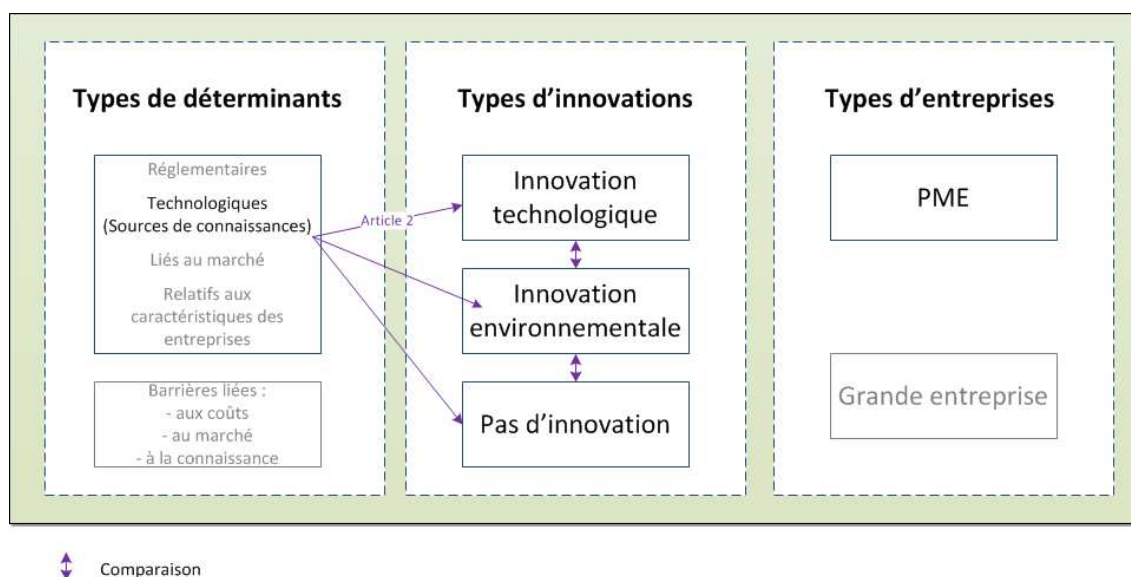 Types de déterminants
Réglementaires
Technologiques
(Sources de connaissances)
Liés au marché
Relatifs aux
caractéristiques des
entreprises
Barrières liées :
- aux coûts
- au marché
- à la connaissance
Article 2
Types d’innovations
Innovation
technologique
Innovation
environnementale
Pas d’innovation
Types d’entreprises
PME
Grande entreprise
Comparaison